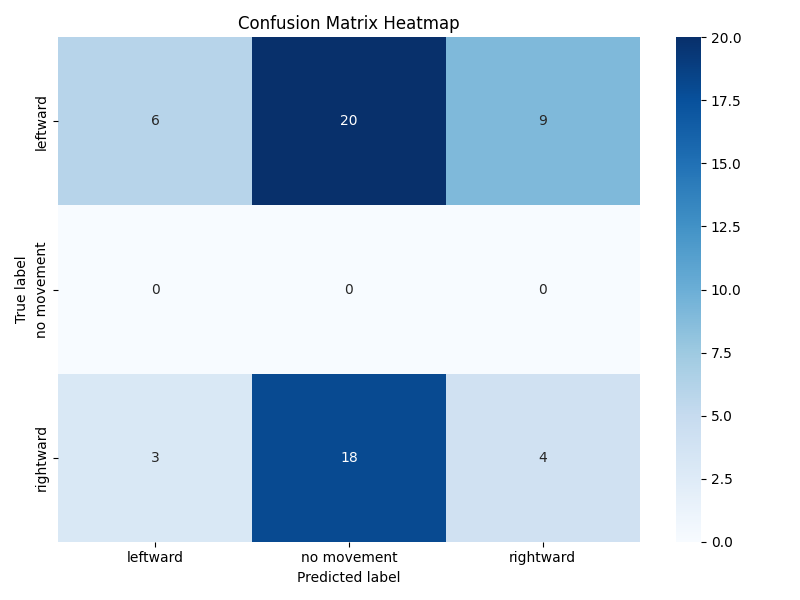 Confusion Matrix Heatmap
True label
leftward
no movement
rightward
6 20 9
0 0 0
3 18 4
leftward no movement rightward
Predicted label
20.0
17.5
15.0
12.5
10.0
7.5
5.0
2.5
0.0